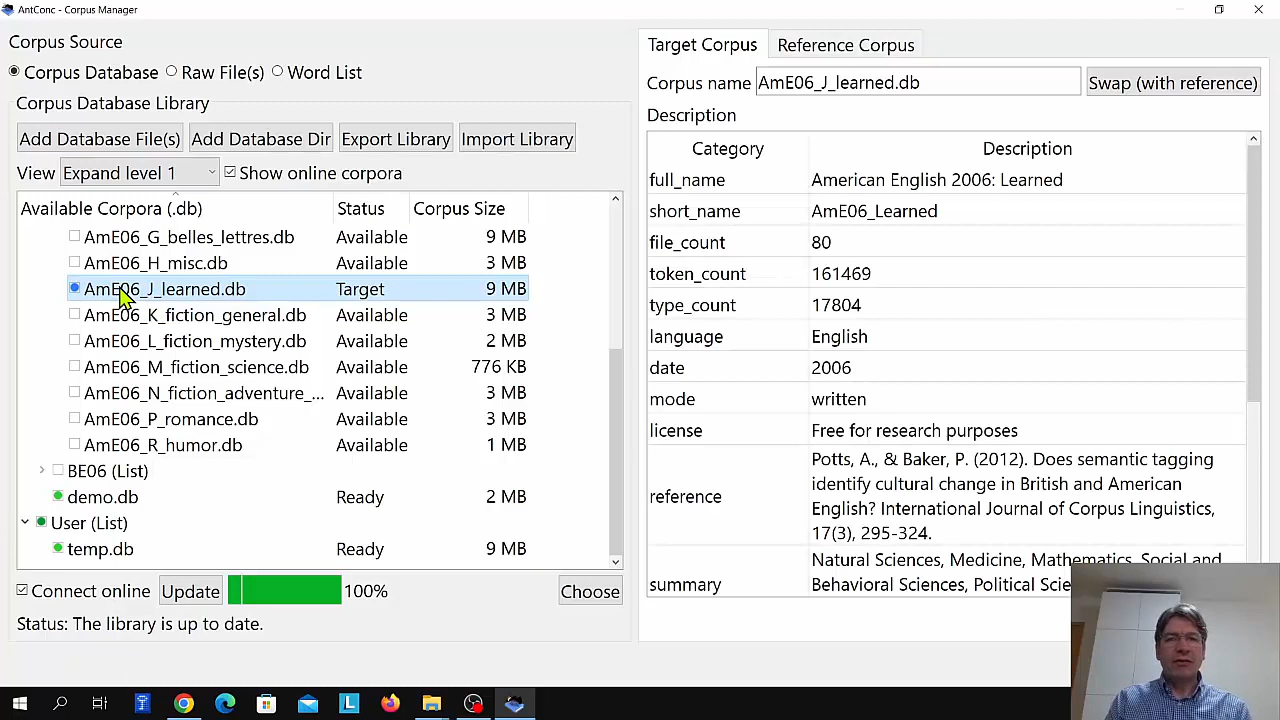 AntConc - Corpus Manager
Corpus Source
Corpus Database Raw File(s) Word List
Corpus Database Library
Add Database File(s) Add Database Dir Export Library Import Library
View Expand level 1 Show online corpora
Available Corpora (.db) Status Corpus Size
AmE06_G_belles_lettres.db Available 9 MB
AmE06_H_misc.db Available 3 MB
AmE06_J_learned.db Target 9 MB
AmE06_K_fiction_general.db Available 3 MB
AmE06_L_fiction_mystery.db Available 2 MB
AmE06_M_fiction_science.db Available 776 KB
AmE06_N_fiction_adventure_... Available 3 MB
AmE06_P_romance.db Available 3 MB
AmE06_R_humor.db Available 1 MB
BE06 (List)
demo.db Ready 2 MB
User (List)
temp.db Ready 9 MB
Connect online Update 100% Choose
Status: The library is up to date.
Target Corpus Reference Corpus
Corpus name AmE06_J_learned.db Swap (with reference)
Description
Category Description
full_name American English 2006: Learned
short_name AmE06_Learned
file_count 80
token_count 161469
type_count 17804
language English
date 2006
mode written
license Free for research purposes
reference Potts, A., & Baker, P. (2012). Does semantic tagging
identify cultural change in British and American
English? International Journal of Corpus Linguistics,
17(3), 295-324.
summary Natural Sciences, Medicine, Mathematics, Social and
Behavioral Sciences, Political Scie